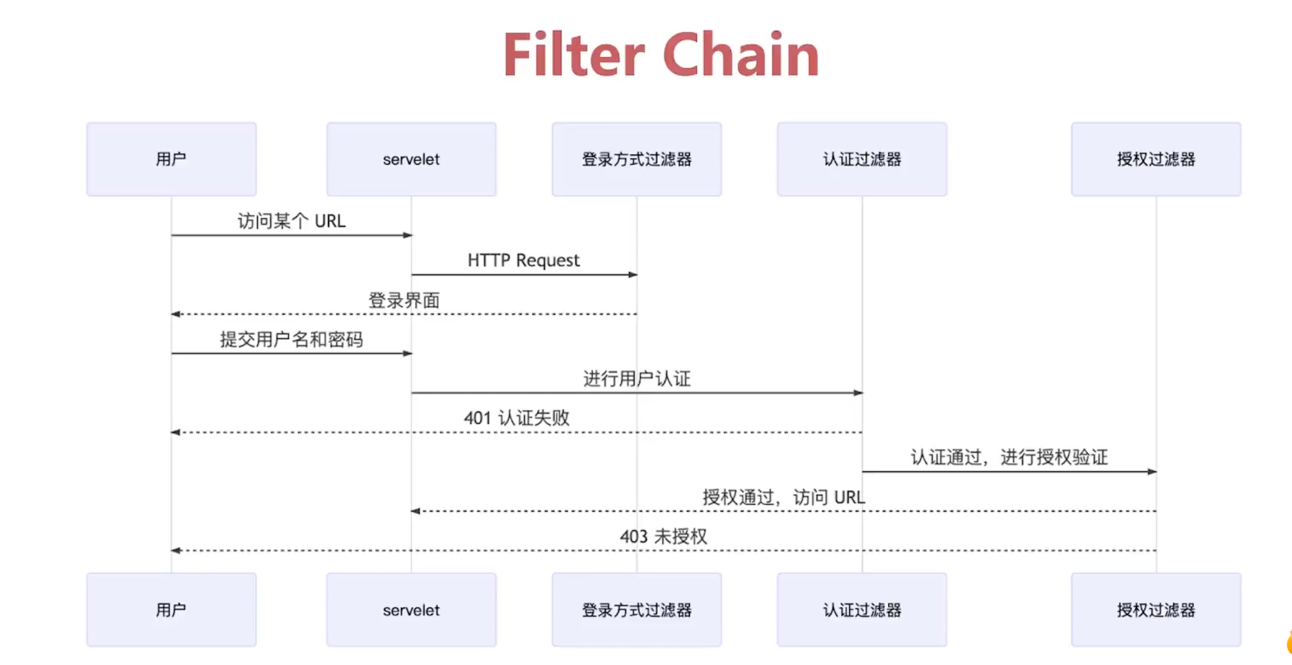 Filter Chain
用户
servelet
登录方式过滤器
认证过滤器
授权过滤器
访问某个 URL
HTTP Request
登录界面
提交用户名和密码
进行用户认证
401 认证失败
认证通过，进行授权验证
授权通过，访问 URL
403 未授权
用户
servelet
登录方式过滤器
认证过滤器
授权过滤器